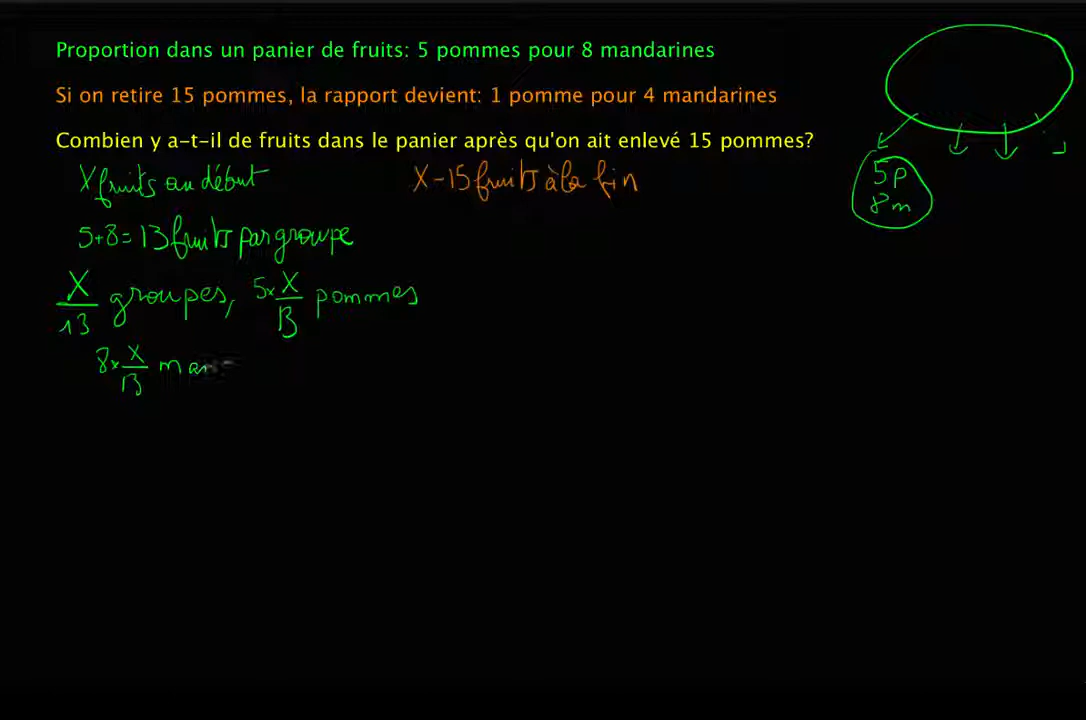 Proportion dans un panier de fruits: 5 pommes pour 8 mandarines
Si on retire 15 pommes, la rapport devient: 1 pomme pour 4 mandarines
Combien y a-t-il de fruits dans le panier après qu'on ait enlevé 15 pommes?
X fruits au début
X-15 fruits à la fin
5p
8m
5+8=13 fruits par groupe
X/13 groupes, 5x X/13 pommes
8x X/13 man